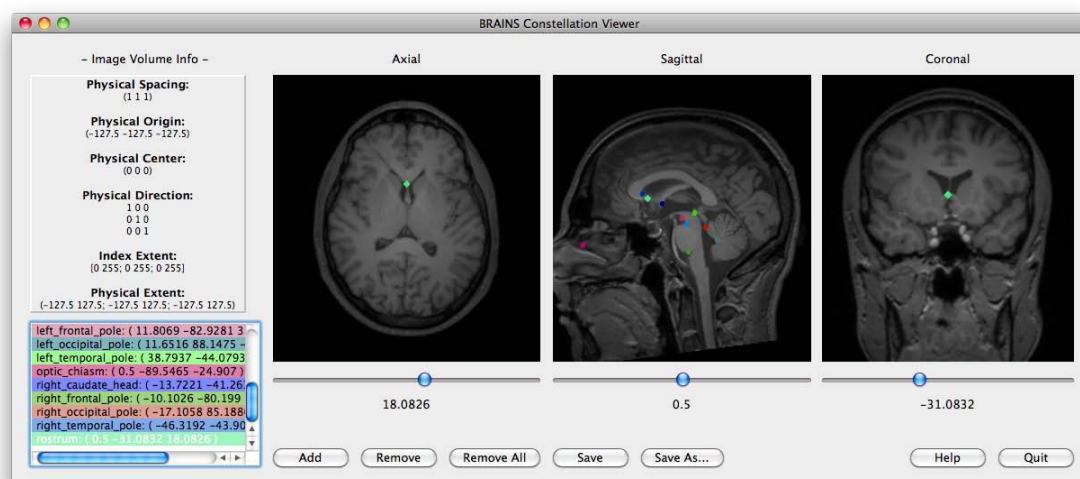 BRAINS Constellation Viewer
– Image Volume Info –
Physical Spacing:
(1 1 1)
Physical Origin:
(-127.5 -127.5 -127.5)
Physical Center:
(0 0 0)
Physical Direction:
1 0 0
0 1 0
0 0 1
Index Extent:
[0 255; 0 255; 0 255]
Physical Extent:
(-127.5 127.5; -127.5 127.5; -127.5 127.5)
left_frontal_pole: ( 11.8069 -82.9281 3
left_occipital_pole: ( 11.6516 88.1475 -
left_temporal_pole: ( 38.7937 -44.0793
optic_chiasm: ( 0.5 -89.5465 -24.907 )
right_caudate_head: ( -13.7221 -41.26
right_frontal_pole: ( -10.1026 -80.199
right_occipital_pole: ( -17.1058 85.188
right_temporal_pole: ( -46.3192 -43.90
rostrum: ( 0.5 -31.0832 18.0826 )
Axial
Sagittal
Coronal
18.0826
0.5
-31.0832
Add
Remove
Remove All
Save
Save As...
Help
Quit